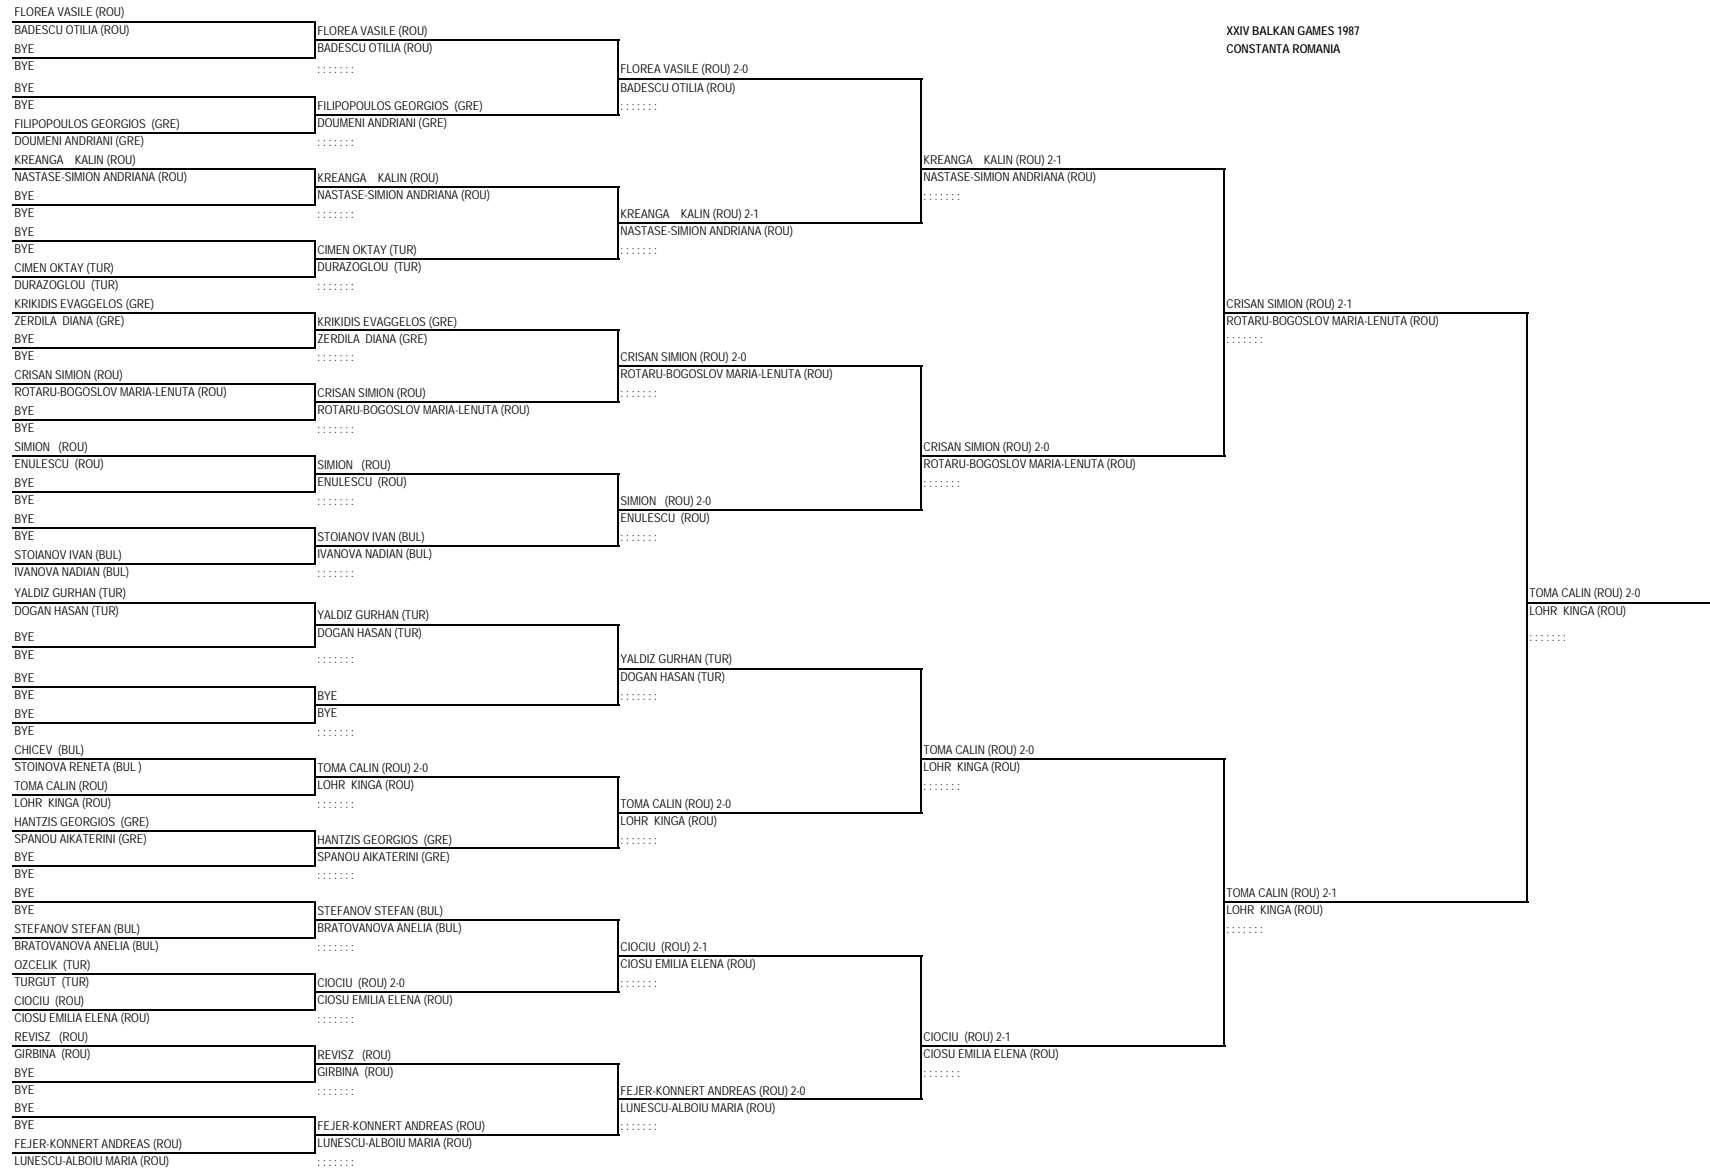 FLOREA VASILE (ROU)
BADESCU OTILIA (ROU)
BYE
BYE
BYE
BYE
FILIPOPOULOS GEORGIOS (GRE)
DOUMENI ANDRIANI (GRE)
KREANGA KALIN (ROU)
NASTASE-SIMION ANDRIANA (ROU)
BYE
BYE
BYE
BYE
CIMEN OKTAY (TUR)
DURAZOGLOU (TUR)
KRIKIDIS EVAGGELOS (GRE)
ZERDILA DIANA (GRE)
BYE
BYE
CRISAN SIMION (ROU)
ROTARU-BOGOSLOV MARIA-LENUTA (ROU)
BYE
BYE
SIMION (ROU)
ENULESCU (ROU)
BYE
BYE
BYE
BYE
STOIANOV IVAN (BUL)
IVANOVA NADIAN (BUL)
YALDIZ GURHAN (TUR)
DOGAN HASAN (TUR)
BYE
BYE
BYE
BYE
BYE
BYE
CHICEV (BUL)
STOINOVA RENETA (BUL )
TOMA CALIN (ROU)
LOHR KINGA (ROU)
HANTZIS GEORGIOS (GRE)
SPANOU AIKATERINI (GRE)
BYE
BYE
BYE
BYE
STEFANOV STEFAN (BUL)
BRATOVANOVA ANELIA (BUL)
OZCELIK (TUR)
TURGUT (TUR)
CIOCIU (ROU)
CIOSU EMILIA ELENA (ROU)
REVISZ (ROU)
GIRBINA (ROU)
BYE
BYE
BYE
BYE
FEJER-KONNERT ANDREAS (ROU)
LUNESCU-ALBOIU MARIA (ROU)
FLOREA VASILE (ROU)
BADESCU OTILIA (ROU)
: : : : : : :
FILIPOPOULOS GEORGIOS (GRE)
DOUMENI ANDRIANI (GRE)
: : : : : : :
KREANGA KALIN (ROU)
NASTASE-SIMION ANDRIANA (ROU)
: : : : : : :
CIMEN OKTAY (TUR)
DURAZOGLOU (TUR)
: : : : : : :
KRIKIDIS EVAGGELOS (GRE)
ZERDILA DIANA (GRE)
: : : : : : :
CRISAN SIMION (ROU)
ROTARU-BOGOSLOV MARIA-LENUTA (ROU)
: : : : : : :
SIMION (ROU)
ENULESCU (ROU)
: : : : : : :
STOIANOV IVAN (BUL)
IVANOVA NADIAN (BUL)
: : : : : : :
YALDIZ GURHAN (TUR)
DOGAN HASAN (TUR)
: : : : : : :
BYE
BYE
: : : : : : :
TOMA CALIN (ROU) 2-0
LOHR KINGA (ROU)
: : : : : : :
HANTZIS GEORGIOS (GRE)
SPANOU AIKATERINI (GRE)
: : : : : : :
STEFANOV STEFAN (BUL)
BRATOVANOVA ANELIA (BUL)
: : : : : : :
CIOCIU (ROU) 2-0
CIOSU EMILIA ELENA (ROU)
: : : : : : :
REVISZ (ROU)
GIRBINA (ROU)
: : : : : : :
FEJER-KONNERT ANDREAS (ROU)
LUNESCU-ALBOIU MARIA (ROU)
: : : : : : :
FLOREA VASILE (ROU) 2-0
BADESCU OTILIA (ROU)
: : : : : : :
KREANGA KALIN (ROU) 2-1
NASTASE-SIMION ANDRIANA (ROU)
: : : : : : :
CRISAN SIMION (ROU) 2-0
ROTARU-BOGOSLOV MARIA-LENUTA (ROU)
: : : : : : :
SIMION (ROU) 2-0
ENULESCU (ROU)
: : : : : : :
YALDIZ GURHAN (TUR)
DOGAN HASAN (TUR)
: : : : : : :
TOMA CALIN (ROU) 2-0
LOHR KINGA (ROU)
: : : : : : :
CIOCIU (ROU) 2-1
CIOSU EMILIA ELENA (ROU)
: : : : : : :
FEJER-KONNERT ANDREAS (ROU) 2-0
LUNESCU-ALBOIU MARIA (ROU)
: : : : : : :
KREANGA KALIN (ROU) 2-1
NASTASE-SIMION ANDRIANA (ROU)
: : : : : : :
CRISAN SIMION (ROU) 2-0
ROTARU-BOGOSLOV MARIA-LENUTA (ROU)
: : : : : : :
TOMA CALIN (ROU) 2-0
LOHR KINGA (ROU)
: : : : : : :
CIOCIU (ROU) 2-1
CIOSU EMILIA ELENA (ROU)
: : : : : : :
XXIV BALKAN GAMES 1987
CONSTANTA ROMANIA
CRISAN SIMION (ROU) 2-1
ROTARU-BOGOSLOV MARIA-LENUTA (ROU)
: : : : : : :
TOMA CALIN (ROU) 2-1
LOHR KINGA (ROU)
: : : : : : :
TOMA CALIN (ROU) 2-0
LOHR KINGA (ROU)
: : : : : : :